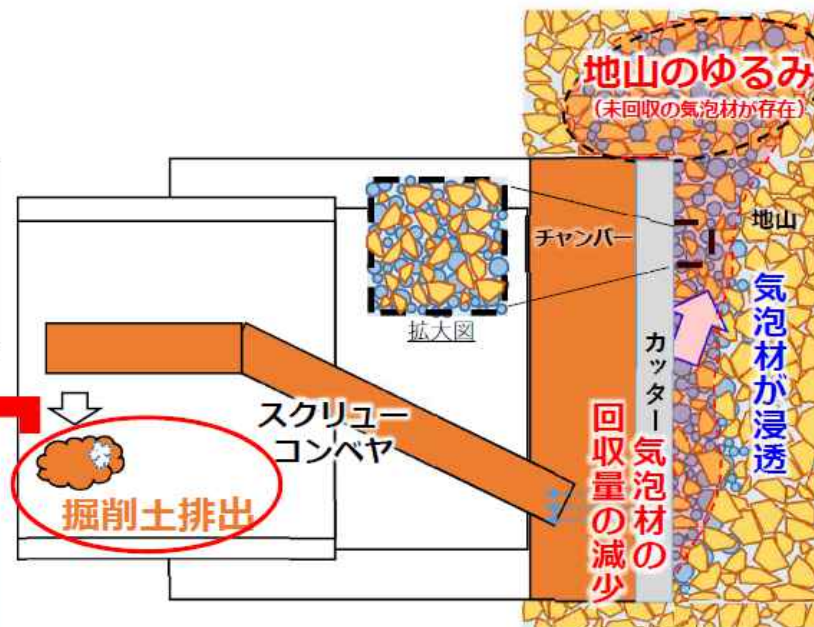 地山のゆるみ
(未回収の気泡材が存在)
地山
チャンバー
拡大図
気泡材が浸透
カッター
スクリュー
コンベヤ
気泡材の
回収量の減少
掘削土排出